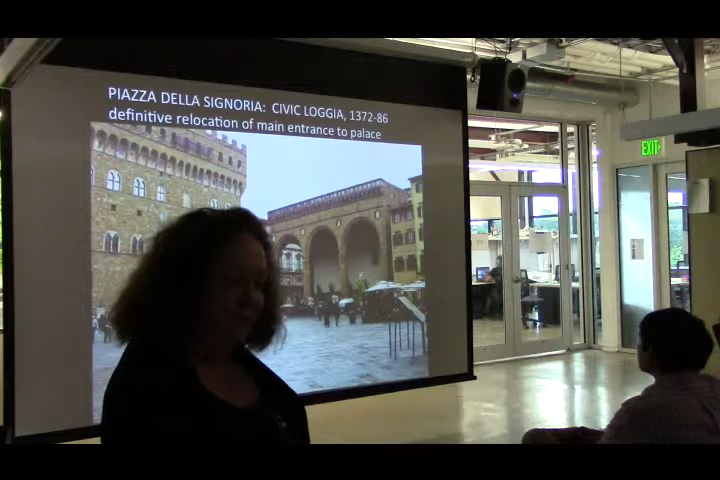 PIAZZA DELLA SIGNORIA: CIVIC LOGGIA, 1372-86
definitive relocation of main entrance to palace
EXIT